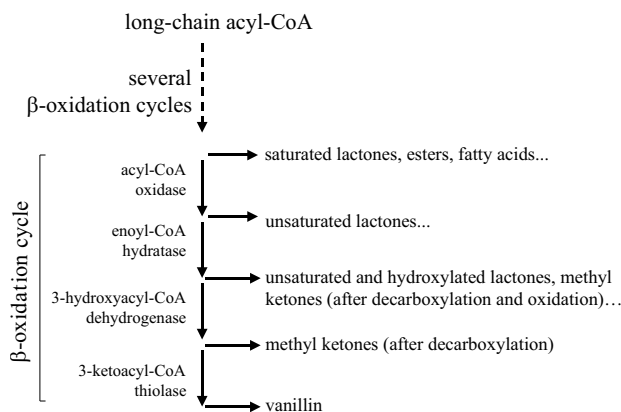 long-chain acyl-CoA
several
β-oxidation cycles
saturated lactones, esters, fatty acids...
acyl-CoA
oxidase
unsaturated lactones...
enoyl-CoA
hydratase
unsaturated and hydroxylated lactones, methyl
ketones (after decarboxylation and oxidation)…
3-hydroxyacyl-CoA
dehydrogenase
methyl ketones (after decarboxylation)
3-ketoacyl-CoA
thiolase
vanillin
β-oxidation cycle